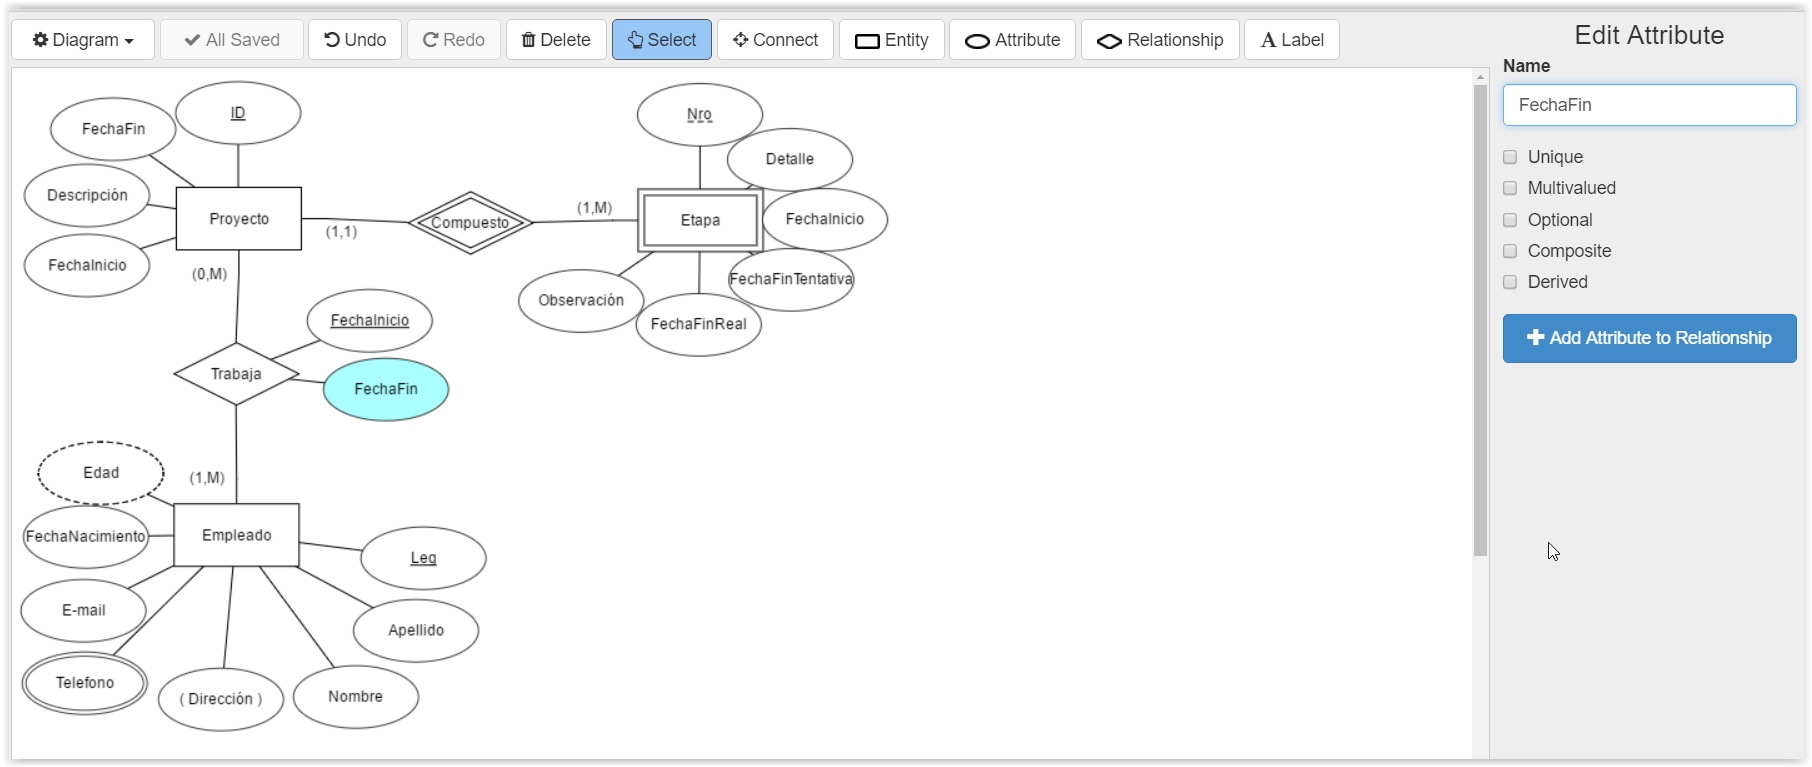 Diagram
All Saved
Undo
Redo
Delete
Select
Connect
Entity
Attribute
Relationship
A Label
Edit Attribute
Name
FechaFin
Unique
Multivalued
Optional
Composite
Derived
Add Attribute to Relationship
FechaFin
ID
Descripción
Proyecto
FechaInicio
(1,1)
(0,M)
Compuesto
(1,M)
Nro
Detalle
Etapa
FechaInicio
FechaFinTentativa
Observación
FechaFinReal
FechaInicio
Trabaja
FechaFin
Edad
(1,M)
FechaNacimiento
Empleado
Leg
E-mail
Apellido
Telefono
( Dirección )
Nombre